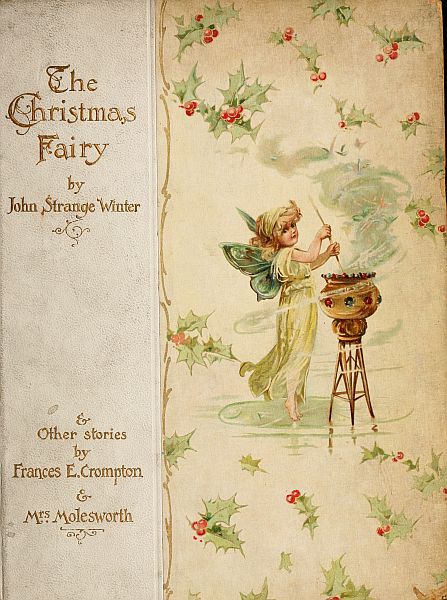 The
Christmas
Fairy
by
John Strange Winter
&
Other stories
by
Frances E. Crompton
&
Mrs. Molesworth